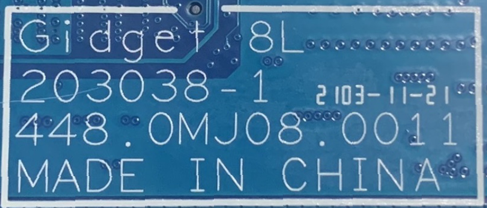 Gidget 8L
203038-1 2103-11-21
448.0MJ08.0011
MADE IN CHINA